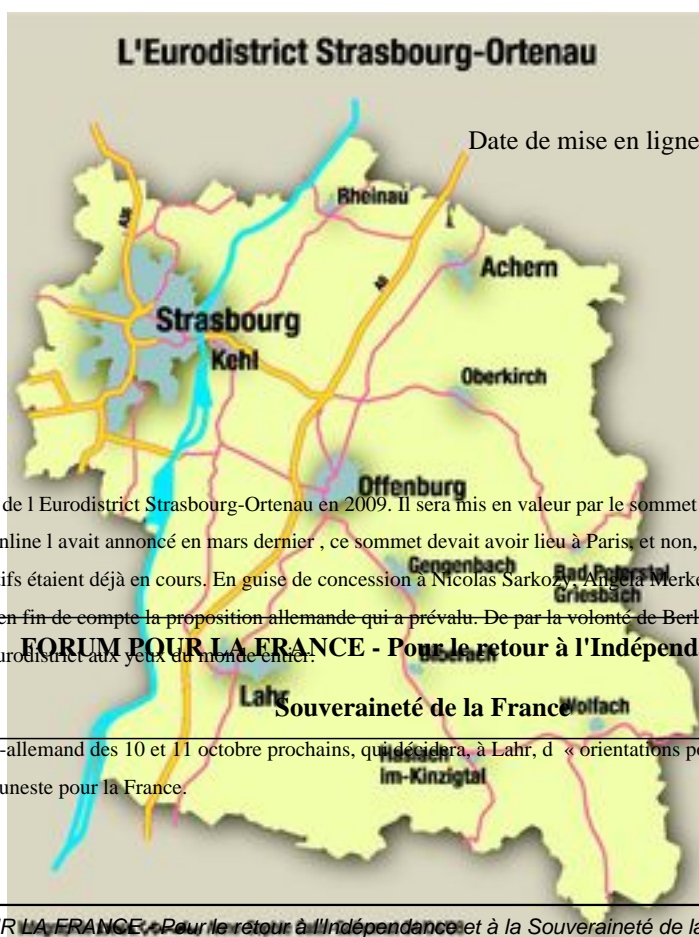 L'Eurodistrict Strasbourg-Ortenau
Date de mise en ligne
Rheinau
A35
A5
Achern
Strasbourg
Kehl
Oberkirch
Offenburg
de l Eurodistrict Strasbourg-Ortenau en 2009. Il sera mis en valeur par le sommet
nline l avait annoncé en mars dernier , ce sommet devait avoir lieu à Paris, et non,
Gengenbach
Bad Peterstal
Griesbach
ifs étaient déjà en cours. En guise de concession à Nicolas Sarkozy, Angela Merke
en fin de compte la proposition allemande qui a prévalu. De par la volonté de Berl
FORUM POUR LA FRANCE - Pour le retour à l'Indépend
urodistrict aux yeux du monde entier.
Biberach
Lahr
Souveraineté de la France
Wolfach
-allemand des 10 et 11 octobre prochains, qui décidera, à Lahr, d « orientations po
Haslach
im-Kinzigtal
uneste pour la France.
R LA FRANCE - Pour le retour à l'Indépendance et à la Souveraineté de la